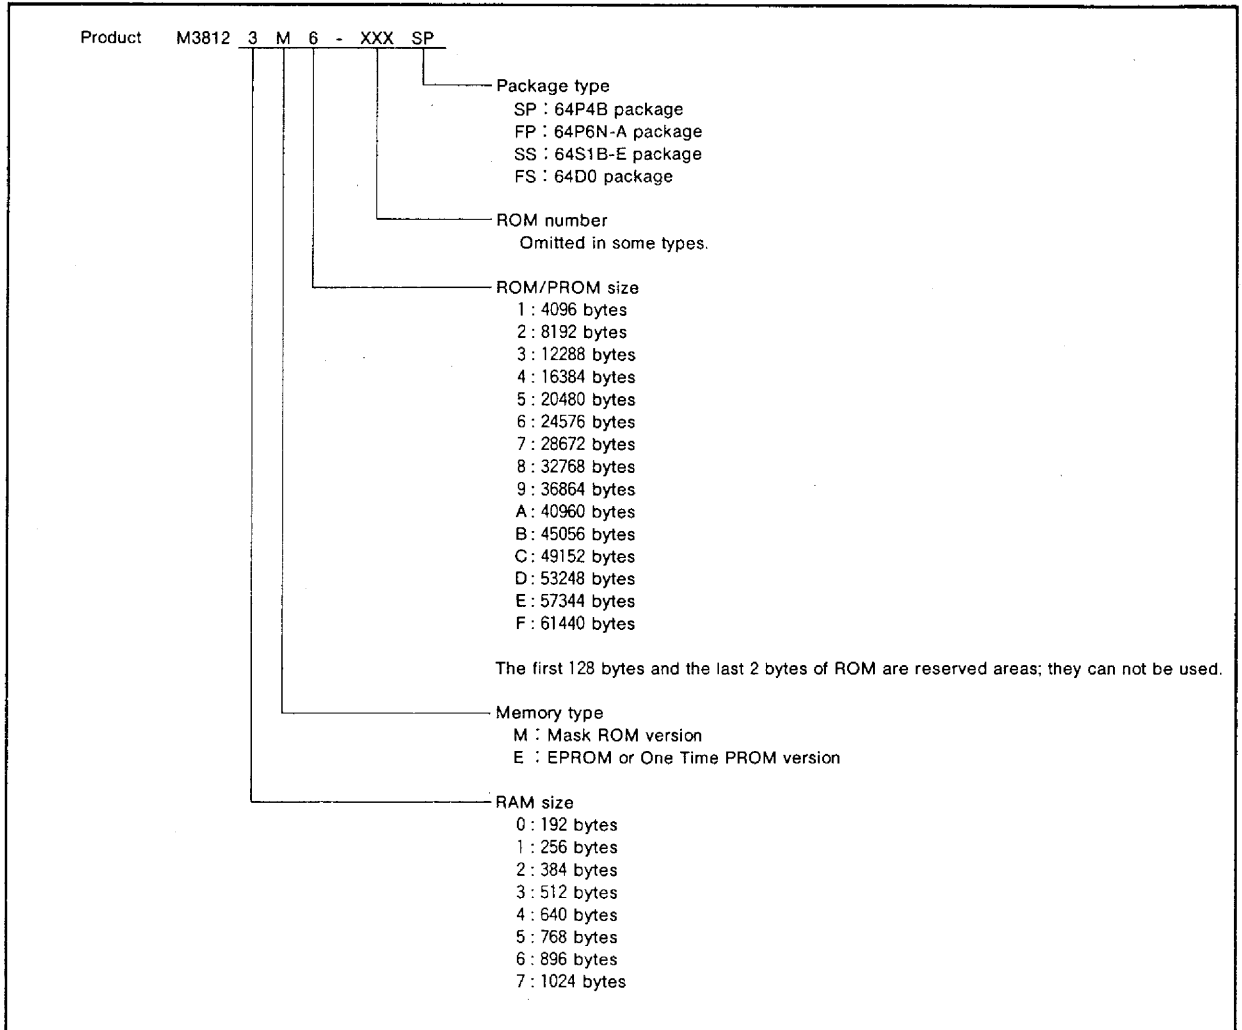 Product M3812 3 M 6 - XXX SP
Package type
SP : 64P4B package
FP : 64P6N-A package
SS : 64S1B-E package
FS : 64D0 package
ROM number
Omitted in some types.
ROM/PROM size
1 : 4096 bytes
2 : 8192 bytes
3 : 12288 bytes
4 : 16384 bytes
5 : 20480 bytes
6 : 24576 bytes
7 : 28672 bytes
8 : 32768 bytes
9 : 36864 bytes
A : 40960 bytes
B : 45056 bytes
C : 49152 bytes
D : 53248 bytes
E : 57344 bytes
F : 61440 bytes
The first 128 bytes and the last 2 bytes of ROM are reserved areas; they can not be used.
Memory type
M : Mask ROM version
E : EPROM or One Time PROM version
RAM size
0 : 192 bytes
1 : 256 bytes
2 : 384 bytes
3 : 512 bytes
4 : 640 bytes
5 : 768 bytes
6 : 896 bytes
7 : 1024 bytes